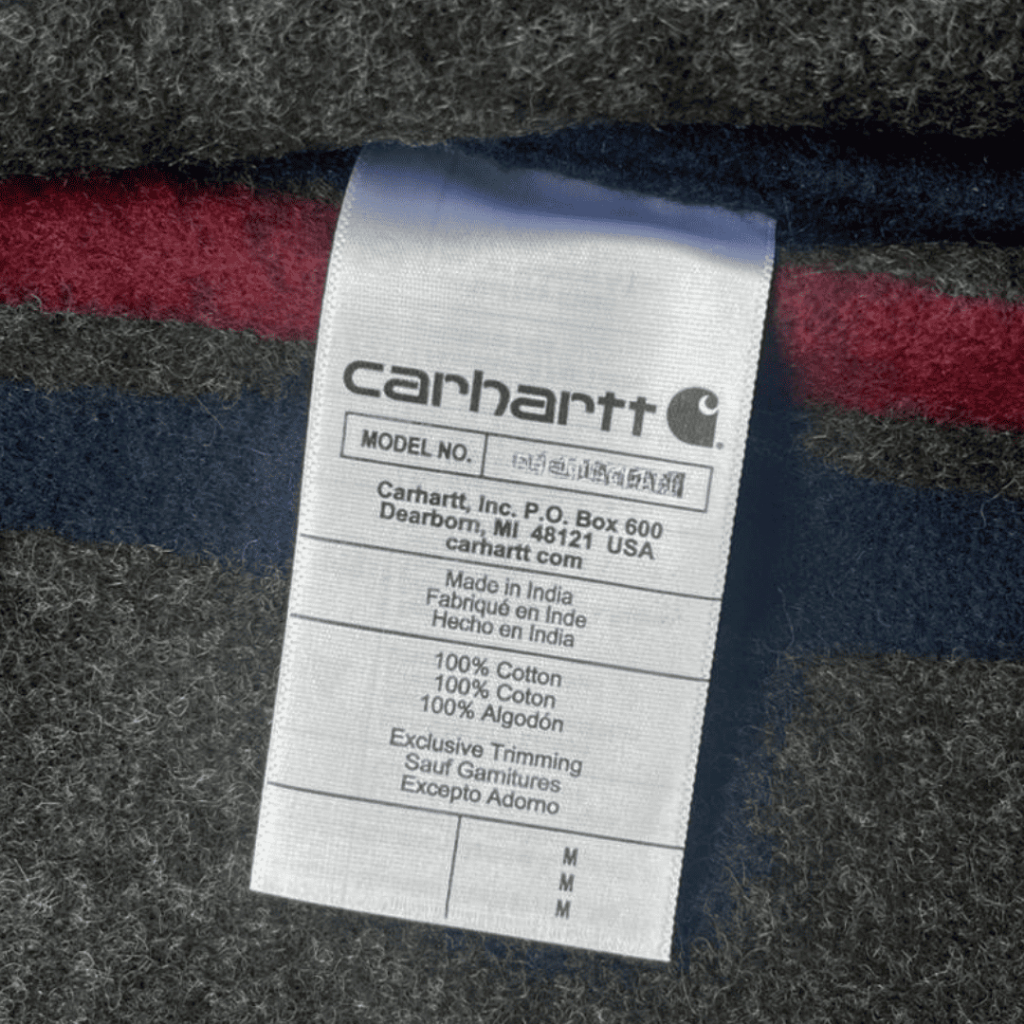 carhartt
MODEL NO.
Carhartt, Inc. P.O. Box 600
Dearborn, MI 48121 USA
carhartt com
Made in India
Fabriqué en Inde
Hecho en India
100% Cotton
100% Coton
100% Algodón
Exclusive Trimming
Sauf Garnitures
Excepto Adorno
M
M
M